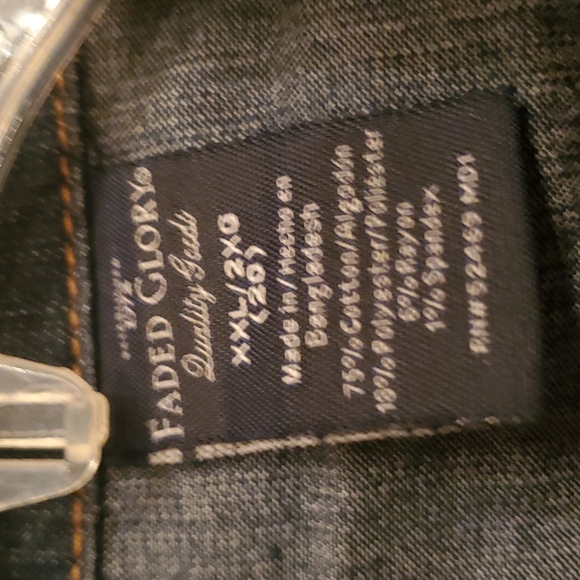 FADED GLORY®
Quality Goods
XXL/2XG
(20)
Made in/Hecho en
Bangladesh
75%Cotton/Algodón
18%Polyester/Poliéster
6%Rayon
1%Spandex
RN#52469 M01